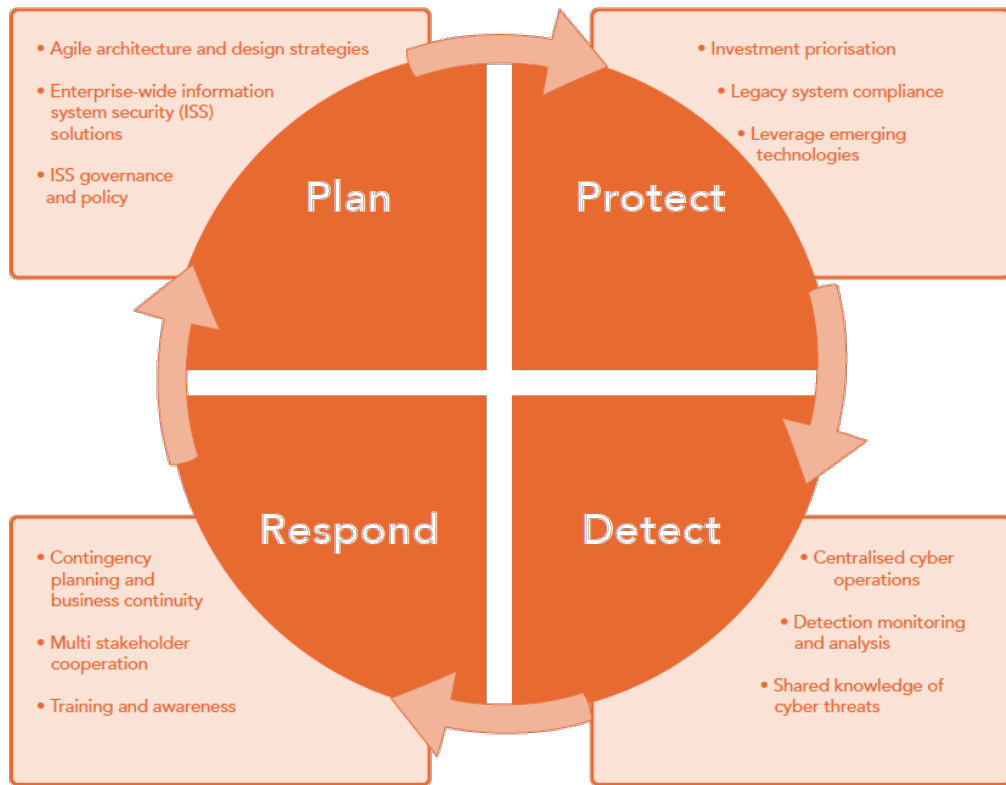 • Agile architecture and design strategies
• Enterprise-wide information
system security (ISS)
solutions
• ISS governance
and policy
Plan
• Investment priorisation
• Legacy system compliance
• Leverage emerging
technologies
Protect
Respond
• Contingency
planning and
business continuity
• Multi stakeholder
cooperation
• Training and awareness
Detect
• Centralised cyber
operations
• Detection monitoring
and analysis
• Shared knowledge of
cyber threats